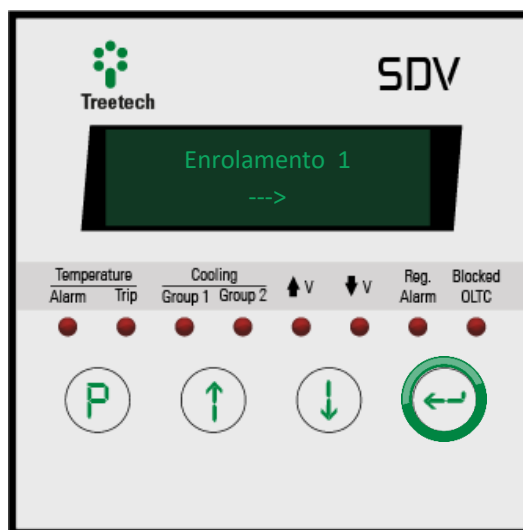 Treetech
SDV
Enrolamento 1
--->
Temperature
Cooling
Alarm Trip
Group 1 Group 2
V
V
Reg.
Alarm
Blocked
OLTC
P